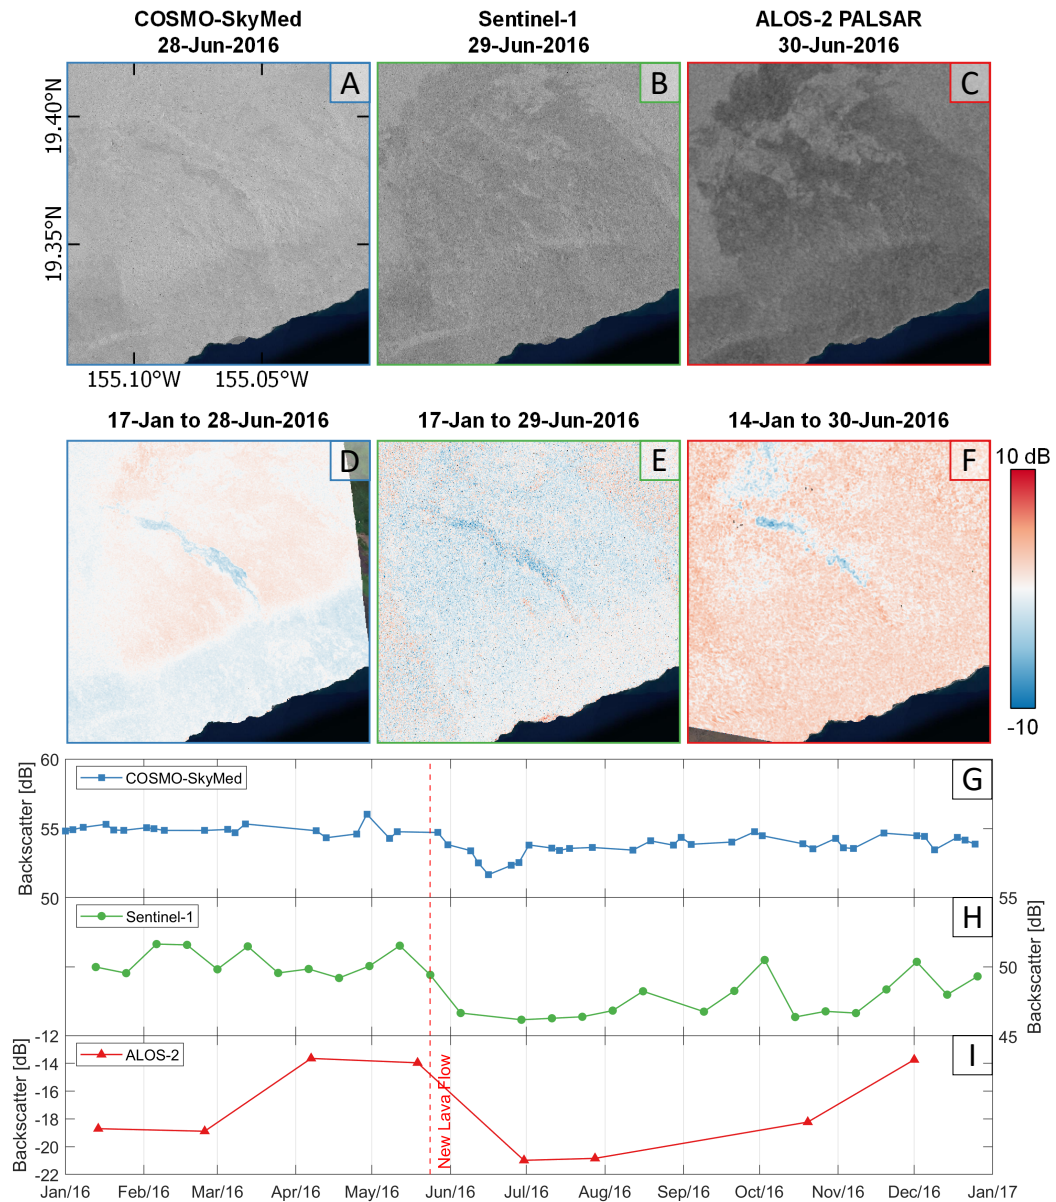 COSMO-SkyMed Sentinel-1 ALOS-2 PALSAR
28-Jun-2016 29-Jun-2016 30-Jun-2016
A B C
19.40°N
19.35°N
155.10°W 155.05°W
17-Jan to 28-Jun-2016 17-Jan to 29-Jun-2016 14-Jan to 30-Jun-2016
D E F
10 dB
-10
60
COSMO-SkyMed
G
Backscatter [dB]
55
50
55
Sentinel-1
H
50
Backscatter [dB]
45
-12
ALOS-2
I
Backscatter [dB]
-14
-16
-18
-20
-22
New Lava Flow
Jan/16 Feb/16 Mar/16 Apr/16 May/16 Jun/16 Jul/16 Aug/16 Sep/16 Oct/16 Nov/16 Dec/16 Jan/17